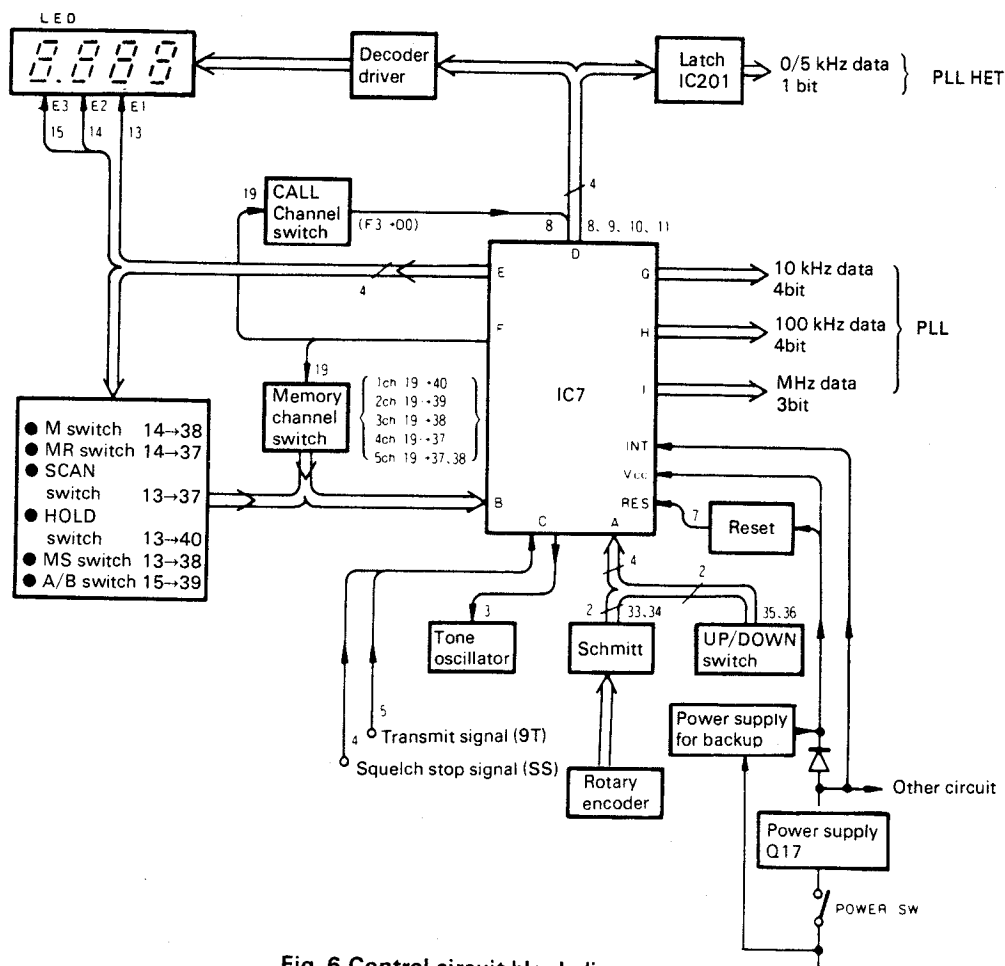 LED
8.888
E3 E2 E1
15 14 13
Decoder
driver
Latch
IC201
0/5 kHz data
1 bit
PLL HET
4
19
CALL
Channel
switch
(F3→D0)
8
8、9、10、11
D
E
4
F
G
10 kHz data
4bit
H
100 kHz data
4bit
PLL
I
MHz data
3bit
IC7
19
Memory
channel
switch
1ch 19→40
2ch 19→39
3ch 19→38
4ch 19→37
5ch 19→37、38
● M switch 14→38
● MR switch 14→37
● SCAN
switch 13→37
● HOLD
switch 13→40
● MS switch 13→38
● A/B switch 15→39
B
C
A
INT
Vcc
RES
7
Reset
4
2
2
33、34
35、36
3
Tone
oscillator
Schmitt
UP/DOWN
switch
5
Transmit signal (9T)
4
Squelch stop signal (SS)
Rotary
encoder
Power supply
for backup
Other circuit
Power supply
Q17
POWER SW